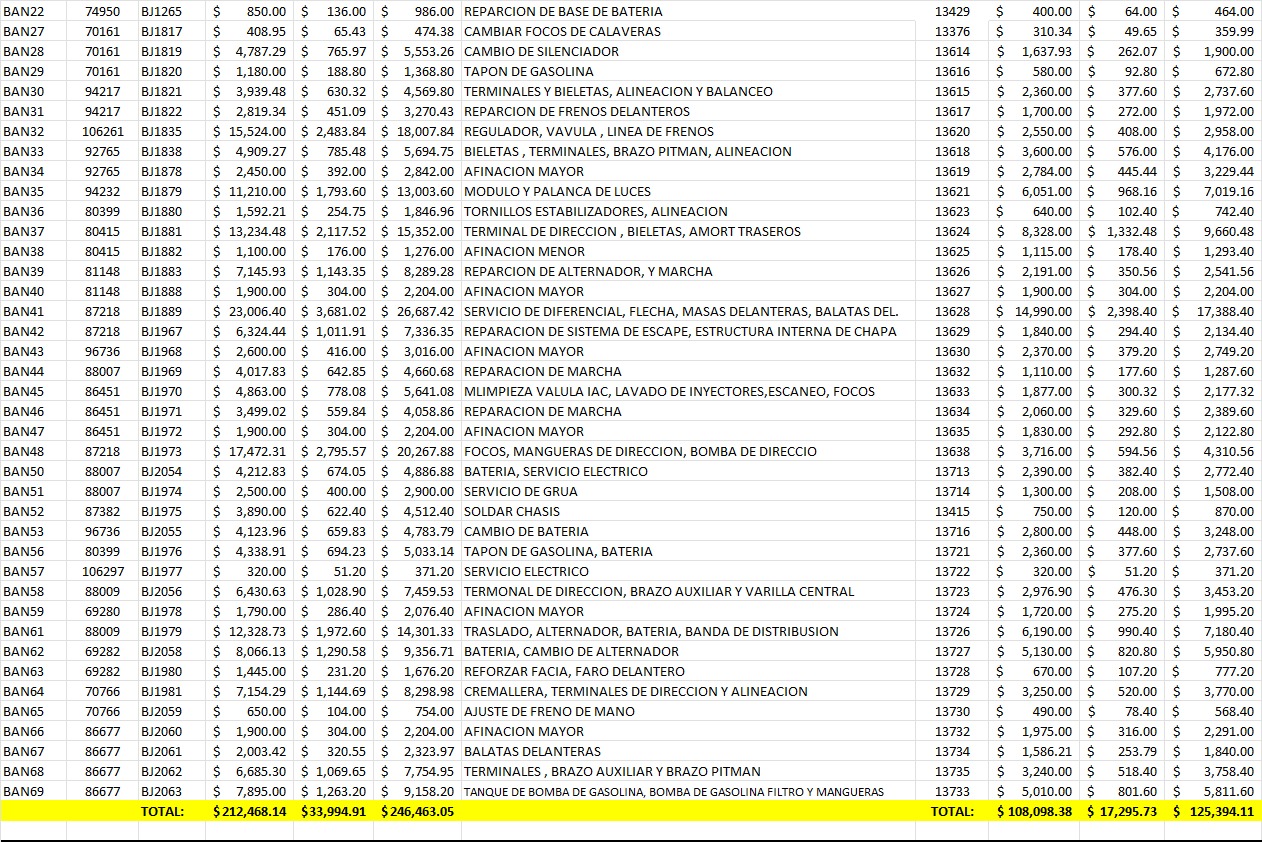 BAN22 74950 BJ1265 $ 850.00 $ 136.00 $ 986.00 REPARCION DE BASE DE BATERIA 13429 $ 400.00 $ 64.00 $ 464.00
BAN27 70161 BJ1817 $ 408.95 $ 65.43 $ 474.38 CAMBIAR FOCOS DE CALAVERAS 13376 $ 310.34 $ 49.65 $ 359.99
BAN28 70161 BJ1819 $ 4,787.29 $ 765.97 $ 5,553.26 CAMBIO DE SILENCIADOR 13614 $ 1,637.93 $ 262.07 $ 1,900.00
BAN29 70161 BJ1820 $ 1,180.00 $ 188.80 $ 1,368.80 TAPON DE GASOLINA 13616 $ 580.00 $ 92.80 $ 672.80
BAN30 94217 BJ1821 $ 3,939.48 $ 630.32 $ 4,569.80 TERMINALES Y BIELETAS, ALINEACION Y BALANCEO 13615 $ 2,360.00 $ 377.60 $ 2,737.60
BAN31 94217 BJ1822 $ 2,819.34 $ 451.09 $ 3,270.43 REPARCION DE FRENOS DELANTEROS 13617 $ 1,700.00 $ 272.00 $ 1,972.00
BAN32 106261 BJ1835 $ 15,524.00 $ 2,483.84 $ 18,007.84 REGULADOR, VAVULA , LINEA DE FRENOS 13620 $ 2,550.00 $ 408.00 $ 2,958.00
BAN33 92765 BJ1838 $ 4,909.27 $ 785.48 $ 5,694.75 BIELETAS , TERMINALES, BRAZO PITMAN, ALINEACION 13618 $ 3,600.00 $ 576.00 $ 4,176.00
BAN34 92765 BJ1878 $ 2,450.00 $ 392.00 $ 2,842.00 AFINACION MAYOR 13619 $ 2,784.00 $ 445.44 $ 3,229.44
BAN35 94232 BJ1879 $ 11,210.00 $ 1,793.60 $ 13,003.60 MODULO Y PALANCA DE LUCES 13621 $ 6,051.00 $ 968.16 $ 7,019.16
BAN36 80399 BJ1880 $ 1,592.21 $ 254.75 $ 1,846.96 TORNILLOS ESTABILIZADORES, ALINEACION 13623 $ 640.00 $ 102.40 $ 742.40
BAN37 80415 BJ1881 $ 13,234.48 $ 2,117.52 $ 15,352.00 TERMINAL DE DIRECCION , BIELETAS, AMORT TRASEROS 13624 $ 8,328.00 $ 1,332.48 $ 9,660.48
BAN38 80415 BJ1882 $ 1,100.00 $ 176.00 $ 1,276.00 AFINACION MENOR 13625 $ 1,115.00 $ 178.40 $ 1,293.40
BAN39 81148 BJ1883 $ 7,145.93 $ 1,143.35 $ 8,289.28 REPARCION DE ALTERNADOR, Y MARCHA 13626 $ 2,191.00 $ 350.56 $ 2,541.56
BAN40 81148 BJ1888 $ 1,900.00 $ 304.00 $ 2,204.00 AFINACION MAYOR 13627 $ 1,900.00 $ 304.00 $ 2,204.00
BAN41 87218 BJ1889 $ 23,006.40 $ 3,681.02 $ 26,687.42 SERVICIO DE DIFERENCIAL, FLECHA, MASAS DELANTERAS, BALATAS DEL. 13628 $ 14,990.00 $ 2,398.40 $ 17,388.40
BAN42 87218 BJ1967 $ 6,324.44 $ 1,011.91 $ 7,336.35 REPARACION DE SISTEMA DE ESCAPE, ESTRUCTURA INTERNA DE CHAPA 13629 $ 1,840.00 $ 294.40 $ 2,134.40
BAN43 96736 BJ1968 $ 2,600.00 $ 416.00 $ 3,016.00 AFINACION MAYOR 13630 $ 2,370.00 $ 379.20 $ 2,749.20
BAN44 88007 BJ1969 $ 4,017.83 $ 642.85 $ 4,660.68 REPARACION DE MARCHA 13632 $ 1,110.00 $ 177.60 $ 1,287.60
BAN45 86451 BJ1970 $ 4,863.00 $ 778.08 $ 5,641.08 MLIMPIEZA VALULA IAC, LAVADO DE INYECTORES,ESCANEO, FOCOS 13633 $ 1,877.00 $ 300.32 $ 2,177.32
BAN46 86451 BJ1971 $ 3,499.02 $ 559.84 $ 4,058.86 REPARACION DE MARCHA 13634 $ 2,060.00 $ 329.60 $ 2,389.60
BAN47 86451 BJ1972 $ 1,900.00 $ 304.00 $ 2,204.00 AFINACION MAYOR 13635 $ 1,830.00 $ 292.80 $ 2,122.80
BAN48 87218 BJ1973 $ 17,472.31 $ 2,795.57 $ 20,267.88 FOCOS, MANGUERAS DE DIRECCION, BOMBA DE DIRECCIO 13638 $ 3,716.00 $ 594.56 $ 4,310.56
BAN50 88007 BJ2054 $ 4,212.83 $ 674.05 $ 4,886.88 BATERIA, SERVICIO ELECTRICO 13713 $ 2,390.00 $ 382.40 $ 2,772.40
BAN51 88007 BJ1974 $ 2,500.00 $ 400.00 $ 2,900.00 SERVICIO DE GRUA 13714 $ 1,300.00 $ 208.00 $ 1,508.00
BAN52 87382 BJ1975 $ 3,890.00 $ 622.40 $ 4,512.40 SOLDAR CHASIS 13415 $ 750.00 $ 120.00 $ 870.00
BAN53 96736 BJ2055 $ 4,123.96 $ 659.83 $ 4,783.79 CAMBIO DE BATERIA 13716 $ 2,800.00 $ 448.00 $ 3,248.00
BAN56 80399 BJ1976 $ 4,338.91 $ 694.23 $ 5,033.14 TAPON DE GASOLINA, BATERIA 13721 $ 2,360.00 $ 377.60 $ 2,737.60
BAN57 106297 BJ1977 $ 320.00 $ 51.20 $ 371.20 SERVICIO ELECTRICO 13722 $ 320.00 $ 51.20 $ 371.20
BAN58 88009 BJ2056 $ 6,430.63 $ 1,028.90 $ 7,459.53 TERMONAL DE DIRECCION, BRAZO AUXILIAR Y VARILLA CENTRAL 13723 $ 2,976.90 $ 476.30 $ 3,453.20
BAN59 69280 BJ1978 $ 1,790.00 $ 286.40 $ 2,076.40 AFINACION MAYOR 13724 $ 1,720.00 $ 275.20 $ 1,995.20
BAN61 88009 BJ1979 $ 12,328.73 $ 1,972.60 $ 14,301.33 TRASLADO, ALTERNADOR, BATERIA, BANDA DE DISTRIBUSION 13726 $ 6,190.00 $ 990.40 $ 7,180.40
BAN62 69282 BJ2058 $ 8,066.13 $ 1,290.58 $ 9,356.71 BATERIA, CAMBIO DE ALTERNADOR 13727 $ 5,130.00 $ 820.80 $ 5,950.80
BAN63 69282 BJ1980 $ 1,445.00 $ 231.20 $ 1,676.20 REFORZAR FACIA, FARO DELANTERO 13728 $ 670.00 $ 107.20 $ 777.20
BAN64 70766 BJ1981 $ 7,154.29 $ 1,144.69 $ 8,298.98 CREMALLERA, TERMINALES DE DIRECCION Y ALINEACION 13729 $ 3,250.00 $ 520.00 $ 3,770.00
BAN65 70766 BJ2059 $ 650.00 $ 104.00 $ 754.00 AJUSTE DE FRENO DE MANO 13730 $ 490.00 $ 78.40 $ 568.40
BAN66 86677 BJ2060 $ 1,900.00 $ 304.00 $ 2,204.00 AFINACION MAYOR 13732 $ 1,975.00 $ 316.00 $ 2,291.00
BAN67 86677 BJ2061 $ 2,003.42 $ 320.55 $ 2,323.97 BALATAS DELANTERAS 13734 $ 1,586.21 $ 253.79 $ 1,840.00
BAN68 86677 BJ2062 $ 6,685.30 $ 1,069.65 $ 7,754.95 TERMINALES , BRAZO AUXILIAR Y BRAZO PITMAN 13735 $ 3,240.00 $ 518.40 $ 3,758.40
BAN69 86677 BJ2063 $ 7,895.00 $ 1,263.20 $ 9,158.20 TANQUE DE BOMBA DE GASOLINA, BOMBA DE GASOLINA FILTRO Y MANGUERAS 13733 $ 5,010.00 $ 801.60 $ 5,811.60
TOTAL: $ 212,468.14 $ 33,994.91 $ 246,463.05 TOTAL: $ 108,098.38 $ 17,295.73 $ 125,394.11